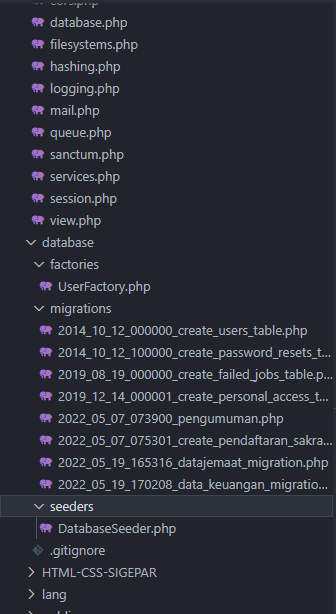 cors.php
database.php
filesystems.php
hashing.php
logging.php
mail.php
queue.php
sanctum.php
services.php
session.php
view.php
database
factories
UserFactory.php
migrations
2014_10_12_000000_create_users_table.php
2014_10_12_100000_create_password_resets_t...
2019_08_19_000000_create_failed_jobs_table.p...
2019_12_14_000001_create_personal_access_t...
2022_05_07_073900_pengumuman.php
2022_05_07_075301_create_pendaftaran_sakra...
2022_05_19_165316_datajemaat_migration.php
2022_05_19_170208_data_keuangan_migratio...
seeders
DatabaseSeeder.php
.gitignore
HTML-CSS-SIGEPAR
lang